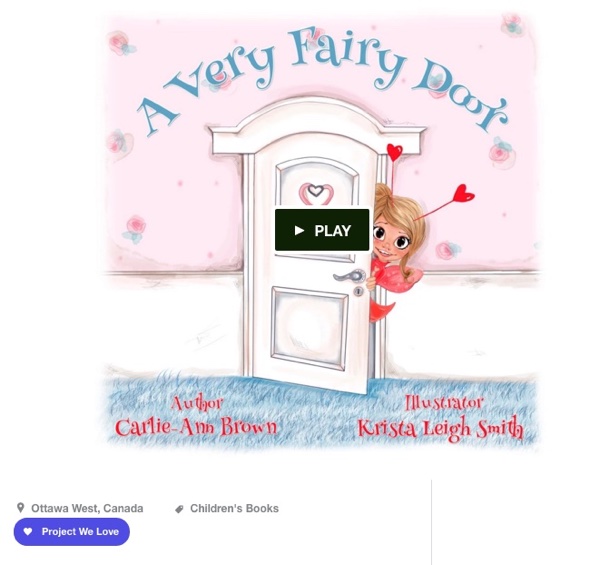 A Very Fairy Door
PLAY
Author
Carlie-Ann Brown
Illustrator
Krista Leigh Smith
Ottawa West, Canada
Children's Books
Project We Love